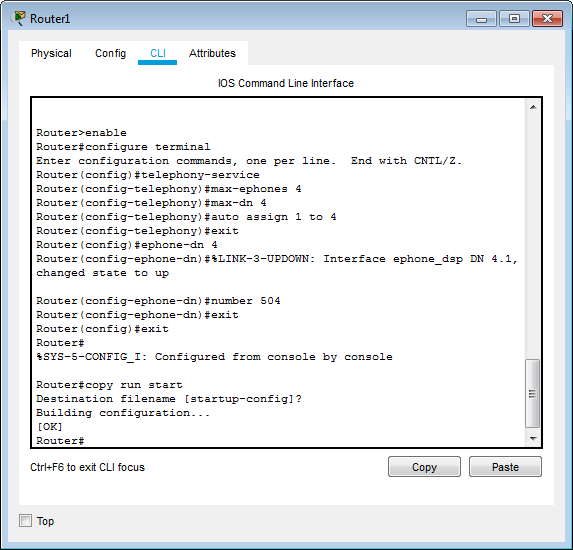 Router1
Physical Config CLI Attributes
IOS Command Line Interface
Router>enable
Router#configure terminal
Enter configuration commands, one per line.  End with CNTL/Z.
Router(config)#telephony-service
Router(config-telephony)#max-ephones 4
Router(config-telephony)#max-dn 4
Router(config-telephony)#auto assign 1 to 4
Router(config-telephony)#exit
Router(config)#ephone-dn 4
Router(config-ephone-dn)#%LINK-3-UPDOWN: Interface ephone_dsp DN 4.1,
changed state to up
Router(config-ephone-dn)#number 504
Router(config-ephone-dn)#exit
Router(config)#exit
Router#
%SYS-5-CONFIG_I: Configured from console by console
Router#copy run start
Destination filename [startup-config]?
Building configuration...
[OK]
Router#
Ctrl+F6 to exit CLI focus
Copy Paste
Top